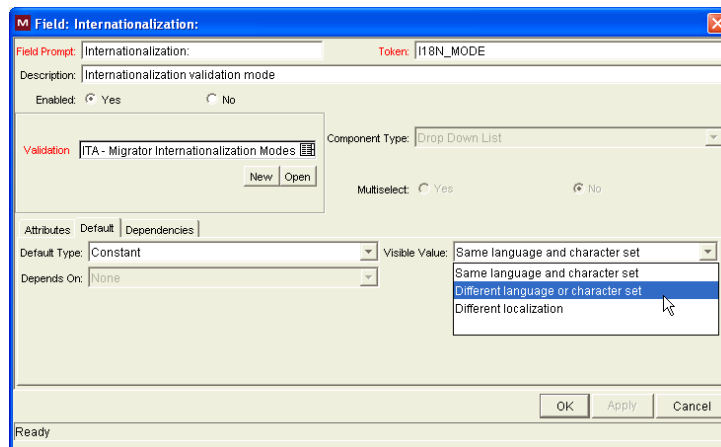 M Field: Internationalization:
Field Prompt: Internationalization: Token: I18N_MODE
Description: Internationalization validation mode
Enabled: Yes No
Validation ITA - Migrator Internationalization Modes
Component Type: Drop Down List
New Open
Multiselect: Yes No
Attributes Default Dependencies
Default Type: Constant Visible Value: Same language and character set
Depends On: None
Same language and character set
Different language or character set
Different localization
OK Apply Cancel
Ready